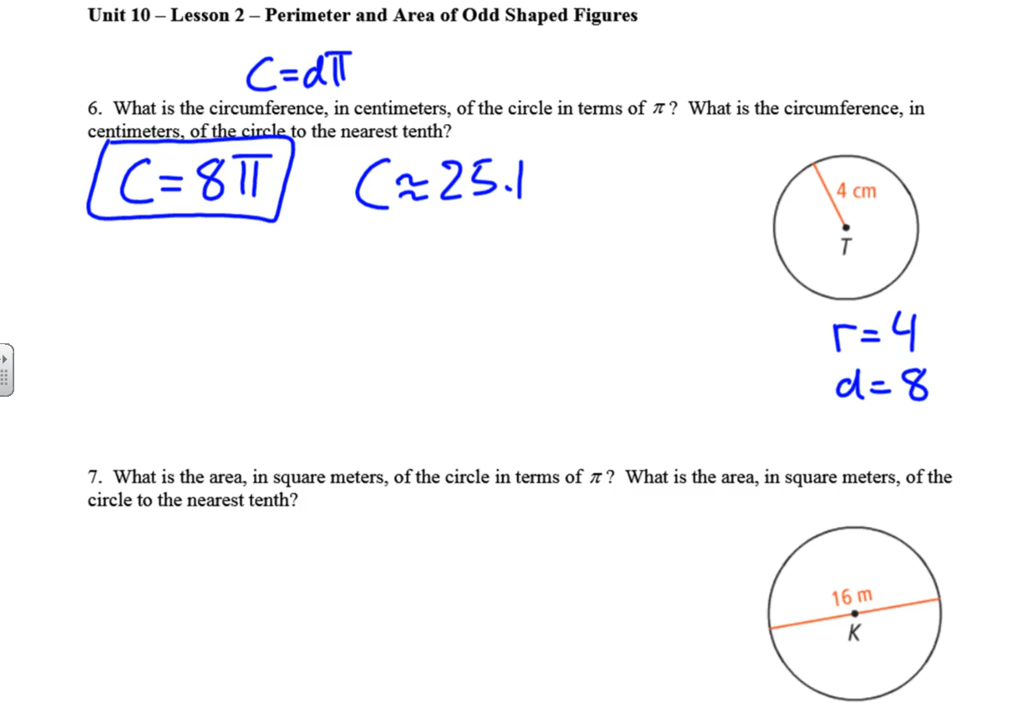 Unit 10 – Lesson 2 – Perimeter and Area of Odd Shaped Figures
C=dπ
6. What is the circumference, in centimeters, of the circle in terms of π ? What is the circumference, in
centimeters, of the circle to the nearest tenth?
C=8π C≈25.1
4 cm
T
r=4
d=8
7. What is the area, in square meters, of the circle in terms of π ? What is the area, in square meters, of the
circle to the nearest tenth?
16 m
K